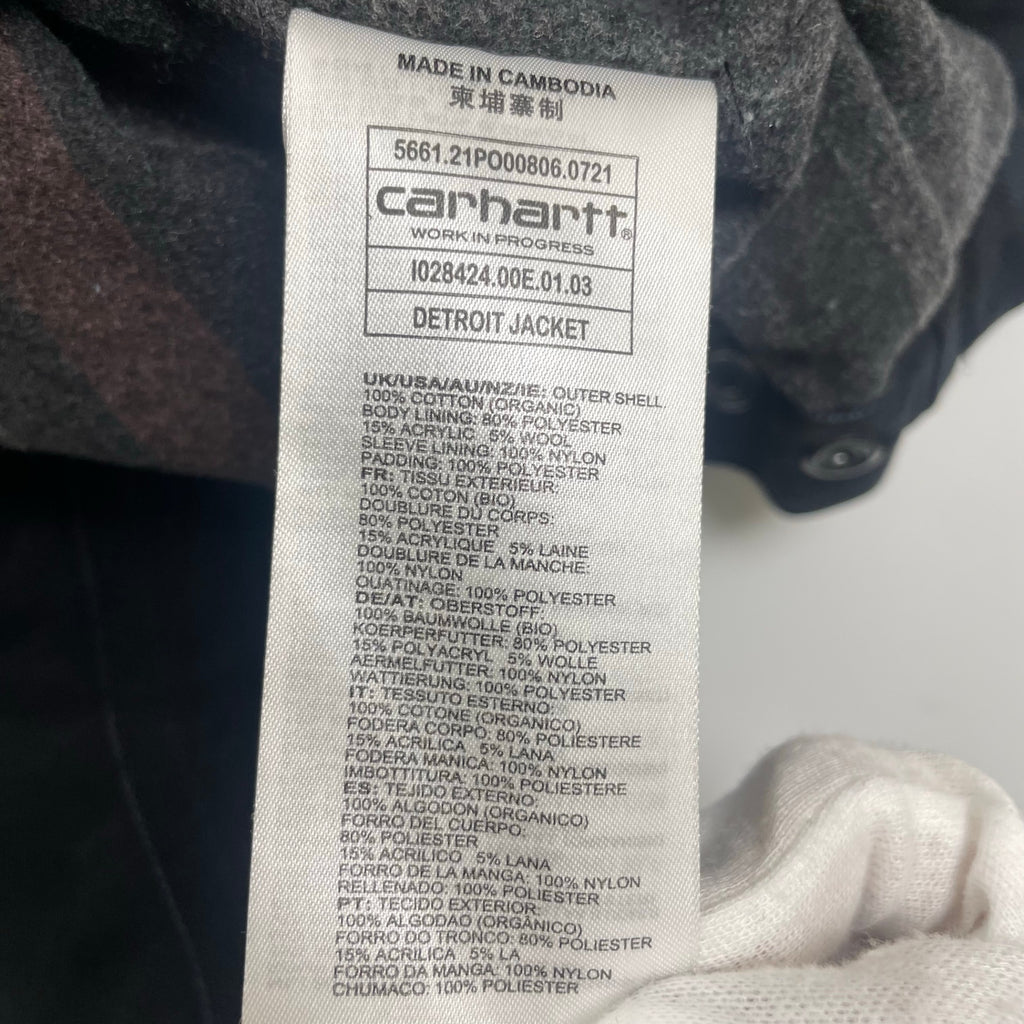 MADE IN CAMBODIA
柬埔寨制
5661.21PO00806.0721
carhartt®
WORK IN PROGRESS
I028424.00E.01.03
DETROIT JACKET
UK/USA/AU/NZ/IE: OUTER SHELL.
100% COTTON (ORGANIC)
BODY LINING: 80% POLYESTER
15% ACRYLIC 5% WOOL
SLEEVE LINING: 100% NYLON
PADDING: 100% POLYESTER
FR: TISSU EXTERIEUR:
100% COTON (BIO)
DOUBLURE DU CORPS:
80% POLYESTER
15% ACRYLIQUE 5% LAINE
DOUBLURE DE LA MANCHE:
100% NYLON
OUATINAGE: 100% POLYESTER
DE/AT: OBERSTOFF:
100% BAUMWOLLE (BIO)
KOERPERFUTTER: 80% POLYESTER
15% POLYACRYL 5% WOLLE
AERMELFUTTER: 100% NYLON
WATTIERUNG: 100% POLYESTER
IT: TESSUTO ESTERNO:
100% COTONE (ORGANICO)
FODERA CORPO: 80% POLIESTERE
15% ACRILICA 5% LANA
FODERA MANICA: 100% NYLON
IMBOTTITURA: 100% POLIESTERE
ES: TEJIDO EXTERNO:
100% ALGODON (ORGANICO)
FORRO DEL CUERPO:
80% POLIESTER
15% ACRILICO 5% LANA
FORRO DE LA MANGA: 100% NYLON
RELLENADO: 100% POLIESTER
PT: TECIDO EXTERIOR:
100% ALGODAO (ORGÂNICO)
FORRO DO TRONCO: 80% POLIESTER
15% ACRILICA 5% LA
FORRO DA MANGA: 100% NYLON
CHUMACO: 100% POLIESTER